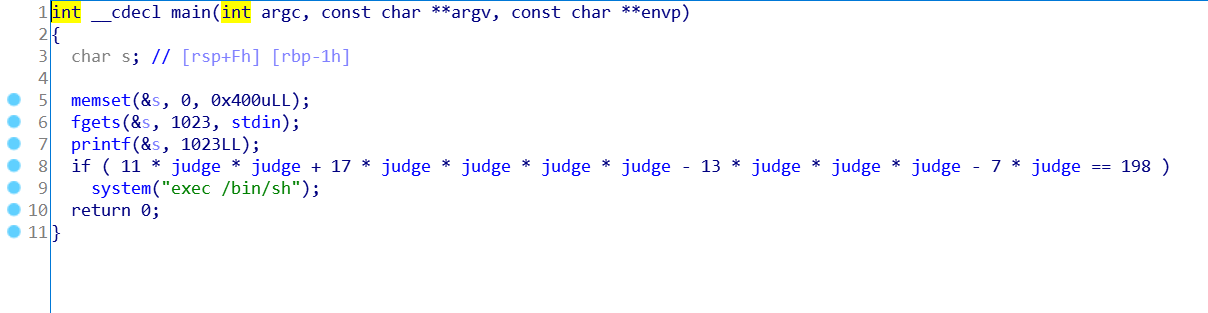 1 int __cdecl main(int argc, const char **argv, const char **envp)
2 {
3   char s; // [rsp+Fh] [rbp-1h]
4
5   memset(&s, 0, 0x400uLL);
6   fgets(&s, 1023, stdin);
7   printf(&s, 1023LL);
8   if ( 11 * judge * judge + 17 * judge * judge * judge * judge - 13 * judge * judge * judge - 7 * judge == 198 )
9     system("exec /bin/sh");
10   return 0;
11 }